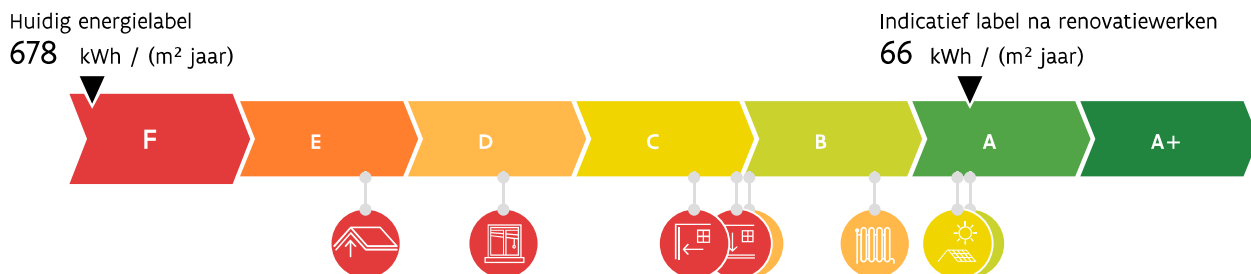 Huidig energielabel
678 kWh / (m² jaar)
Indicatief label na renovatiewerken
66 kWh / (m² jaar)
F
E
D
C
B
A
A+